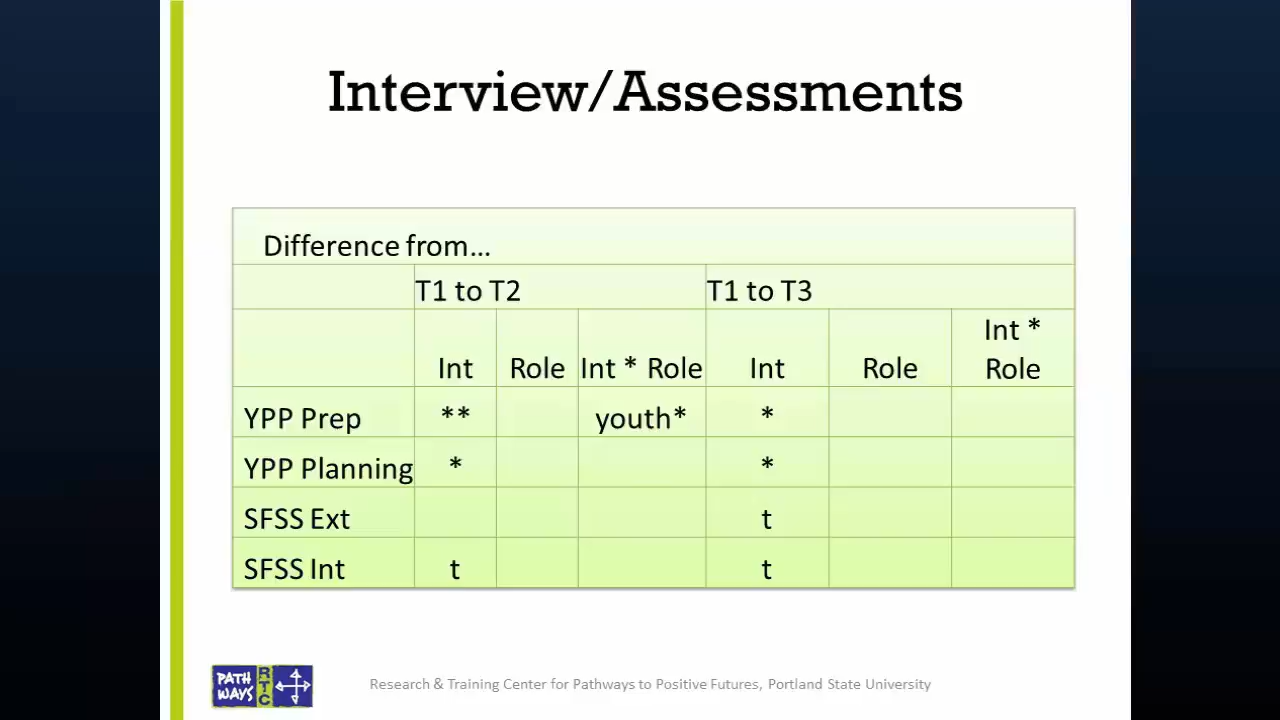 Interview/Assessments
Difference from...
T1 to T2 T1 to T3
Int Role Int * Role Int Role Int * Role
YPP Prep ** youth* *
YPP Planning * *
SFSS Ext t
SFSS Int t t
PATH WAYS RTC
Research & Training Center for Pathways to Positive Futures, Portland State University